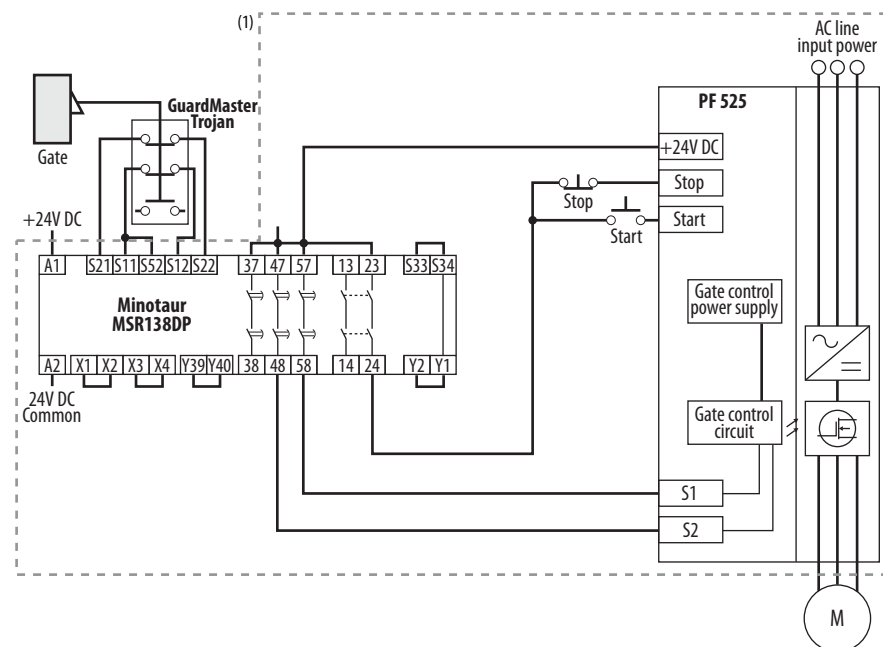 (1)
AC line
input power
GuardMaster
Trojan
PF 525
Gate
+24V DC
Stop
Start
Stop
Start
+24V DC
A1 S21 S11 S52 S12 S22 37 47 57 13 23 S33 S34
Minotaur
MSR138DP
Gate control
power supply
A2 X1 X2 X3 X4 Y39 Y40 38 48 58 14 24 Y2 Y1
24V DC
Common
Gate control
circuit
S1
S2
M